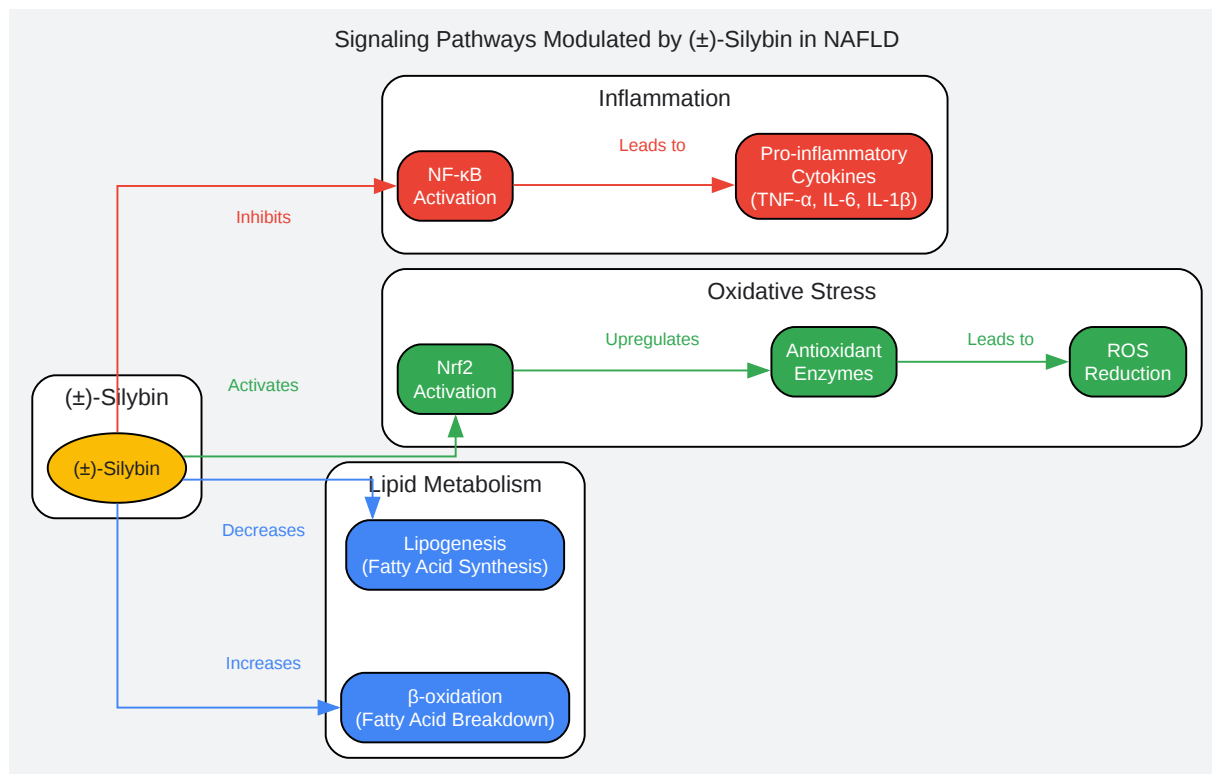 Signaling Pathways Modulated by (±)-Silybin in NAFLD
Inflammation
NF-κB
Activation
Leads to
Pro-inflammatory
Cytokines
(TNF-α, IL-6, IL-1β)
Inhibits
Oxidative Stress
Nrf2
Activation
Upregulates
Antioxidant
Enzymes
Leads to
ROS
Reduction
Activates
(±)-Silybin
(±)-Silybin
Lipid Metabolism
Decreases
Lipogenesis
(Fatty Acid Synthesis)
Increases
β-oxidation
(Fatty Acid Breakdown)